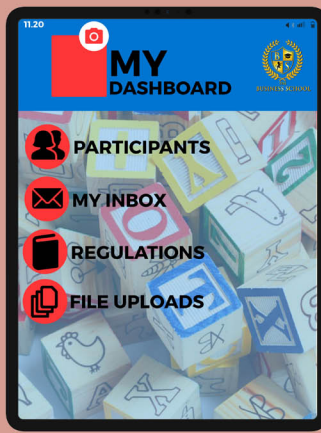 11.20
MY
DASHBOARD
BUSINESS SCHOOL
PARTICIPANTS
MY INBOX
REGULATIONS
FILE UPLOADS